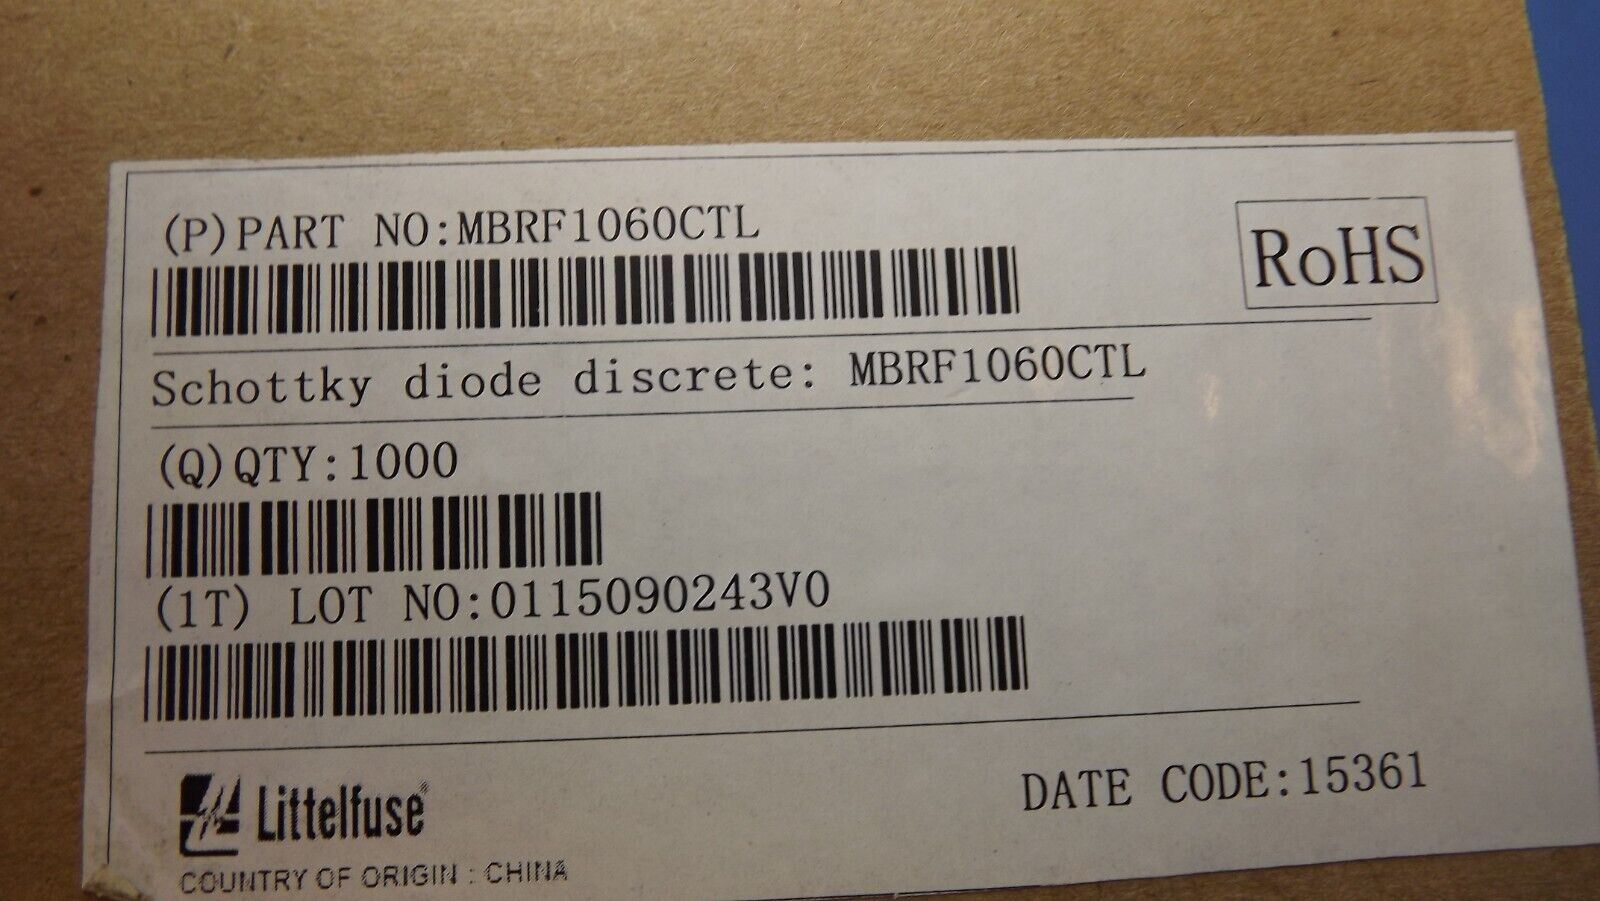 (P)PART NO:MBRF1060CTL
RoHS
Schottky diode discrete: MBRF1060CTL
(Q)QTY:1000
(1T) LOT NO:0115090243V0
Littelfuse®
DATE CODE:15361
COUNTRY OF ORIGIN : CHINA